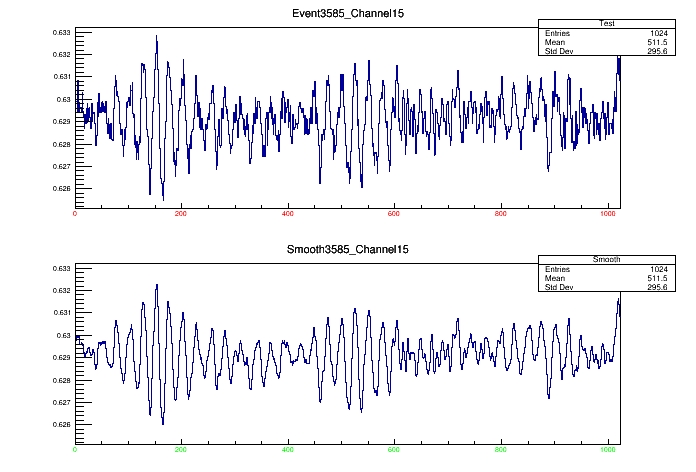 Event3585_Channel15
Test
Entries 1024
Mean 511.5
Std Dev 295.6
0.633
0.632
0.631
0.63
0.629
0.628
0.627
0.626
0 200 400 600 800 1000
Smooth3585_Channel15
Smooth
Entries 1024
Mean 511.5
Std Dev 295.6
0.633
0.632
0.631
0.63
0.629
0.628
0.627
0.626
0 200 400 600 800 1000